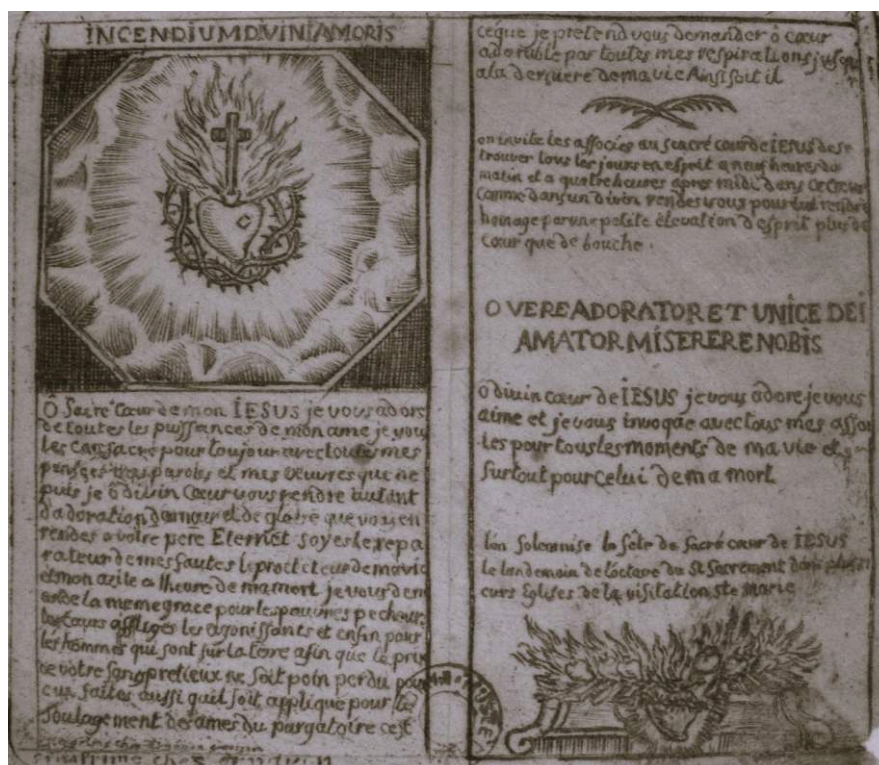 INCENDIUM DIVINI AMORIS
Ô Sacré Cœur de mon IESUS je vous adore
de toutes les puissances de mon ame je vous
les consacre pour toujour avec toutes mes
pensées mes paroles et mes œuvres que ne
puis je ô divin Cœur vous rendre autant
d'adoration d'amour et de gloire que vous en
rendes a votre pere Eternel soyes le repa
rateur de mes fautes le protecteur de ma vie
et mon azile a lheure de ma mort je vous dem
ande la meme grace pour les pauvres pecheurs
les cœurs affligés les agonissants et enfin pour
les hommes qui sont sur la terre afin que le prix
de votre sang pretieux ne soit poin perdu pour
eux faites aussi quil soit appliqué pour le
soulagement des ames du purgatoire cest
ceque je pretend vous demander ô cœur
adorable par toutes mes respirations jusqu
a la derniere de ma vie Ainsi soit il
on invite les associés au sacré cœur de IESUS de se
trouver tous les jours en esprit a neuf heures du
matin et a quatre heures apres midi dans ce Cœur
comme dans un divin rendes vous pour lui rendre
homage par une petite elevation d'esprit plus de
Cœur que de bouche.
O VERE ADORATOR ET UNICE DEI
AMATOR MISERERE NOBIS
ô divin cœur de IESUS je vous adore je vous
aime et je vous invoque avec tous mes assoc
iés pour tous les moments de ma vie et
surtout pour celui de ma mort
lon solemnise la fête du sacré cœur de IESUS
le landemain de loctave du St Sacrement dans plusi
eurs Eglises de la visitation ste Marie